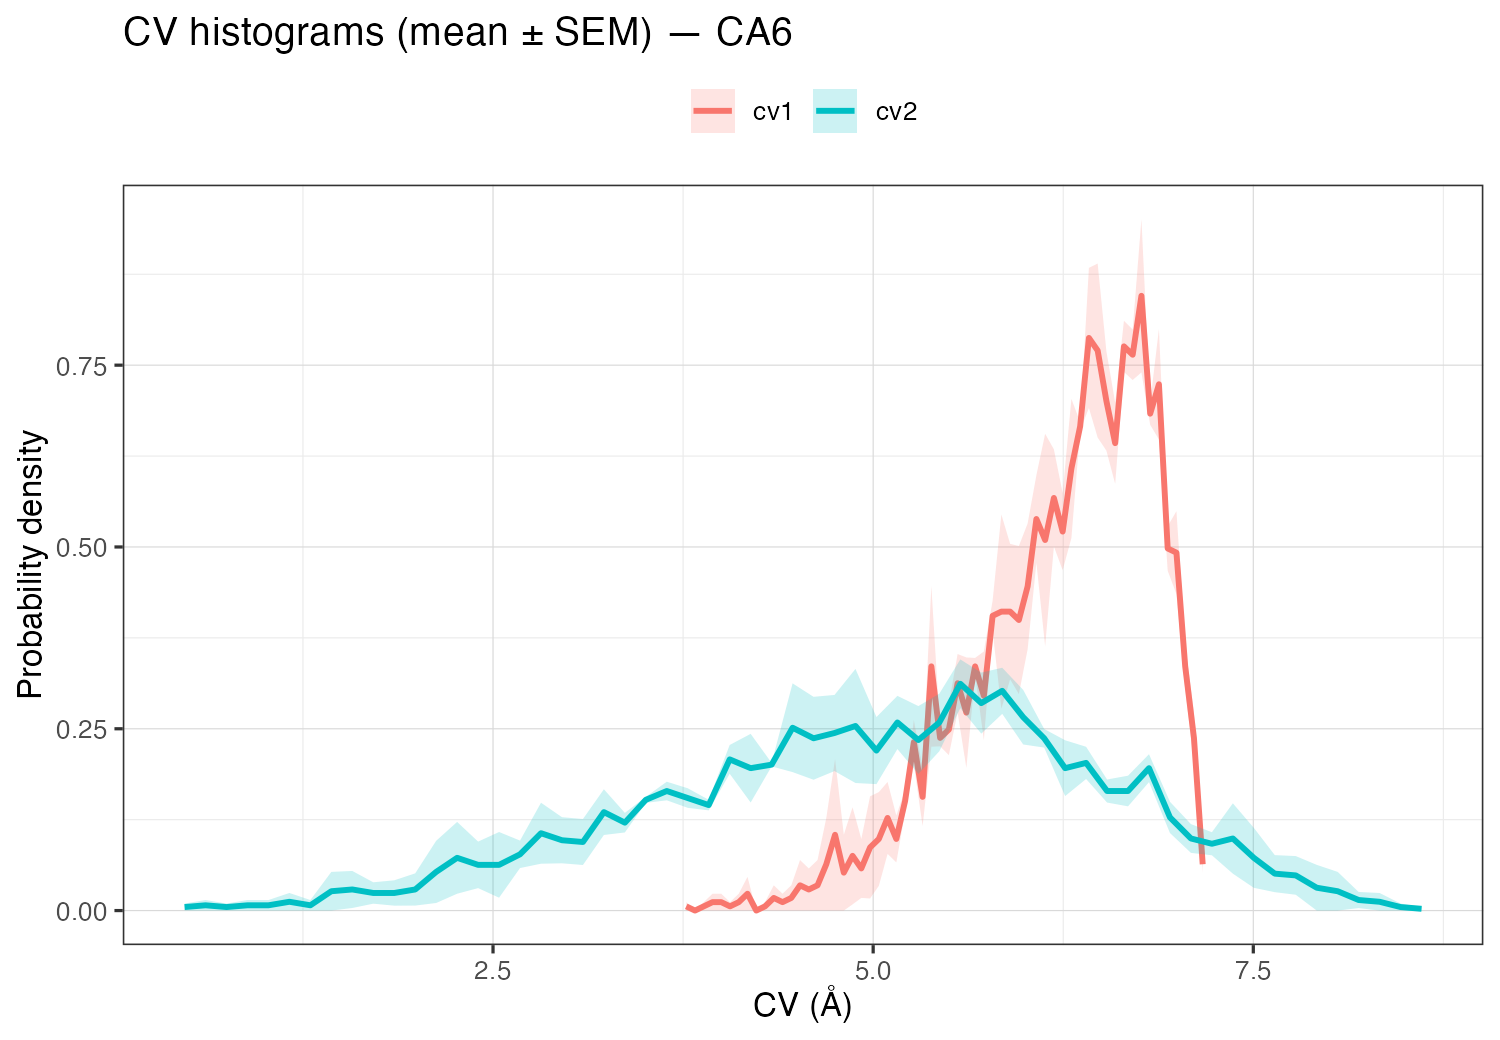 CV histograms (mean ± SEM) — CA6
cv1 cv2
Probability density
0.75
0.50
0.25
0.00
2.5 5.0 7.5
CV (Å)